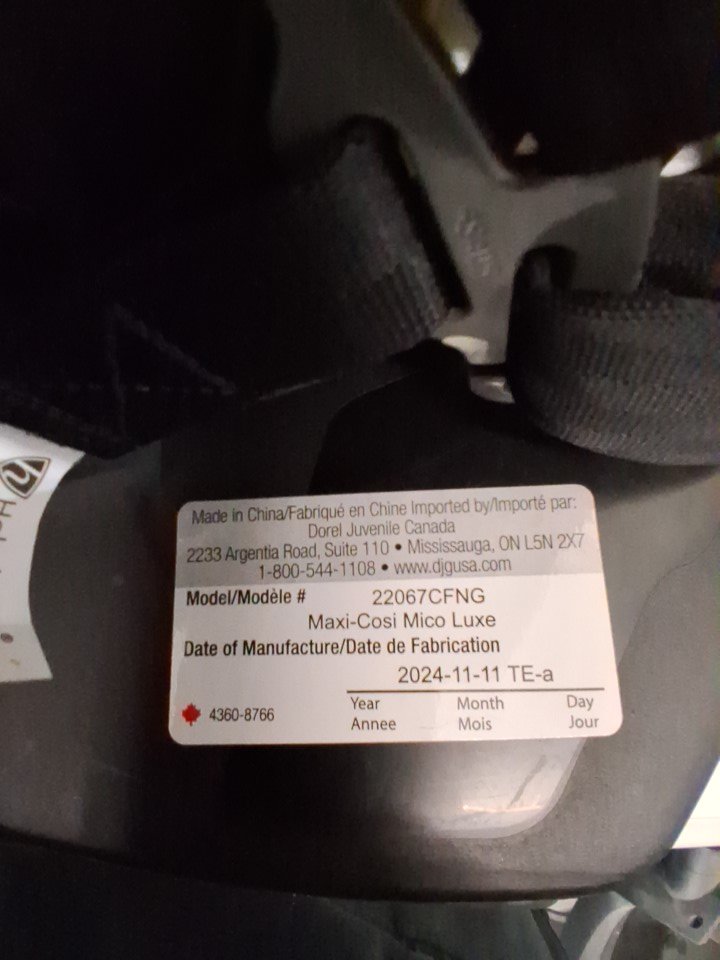 Made in China/Fabriqué en Chine Imported by/Importé par:
Dorel Juvenile Canada
2233 Argentia Road, Suite 110 • Mississauga, ON L5N 2X7
1-800-544-1108 • www.djgusa.com
Model/Modèle # 22067CFNG
Maxi-Cosi Mico Luxe
Date of Manufacture/Date de Fabrication
2024-11-11 TE-a
Year Month Day
Annee Mois Jour
4360-8766